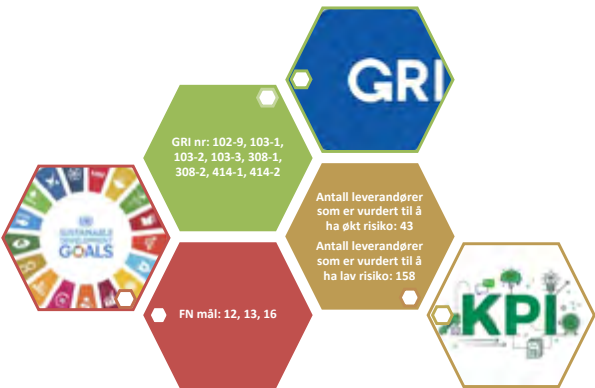 GRI
GRI nr: 102-9, 103-1,
103-2, 103-3, 308-1,
308-2, 414-1, 414-2
Antall leverandører
som er vurdert til å
ha økt risiko: 43
Antall leverandører
som er vurdert til å
ha lav risiko: 158
SUSTAINABLE
DEVELOPMENT
GOALS
FN mål: 12, 13, 16
KPI